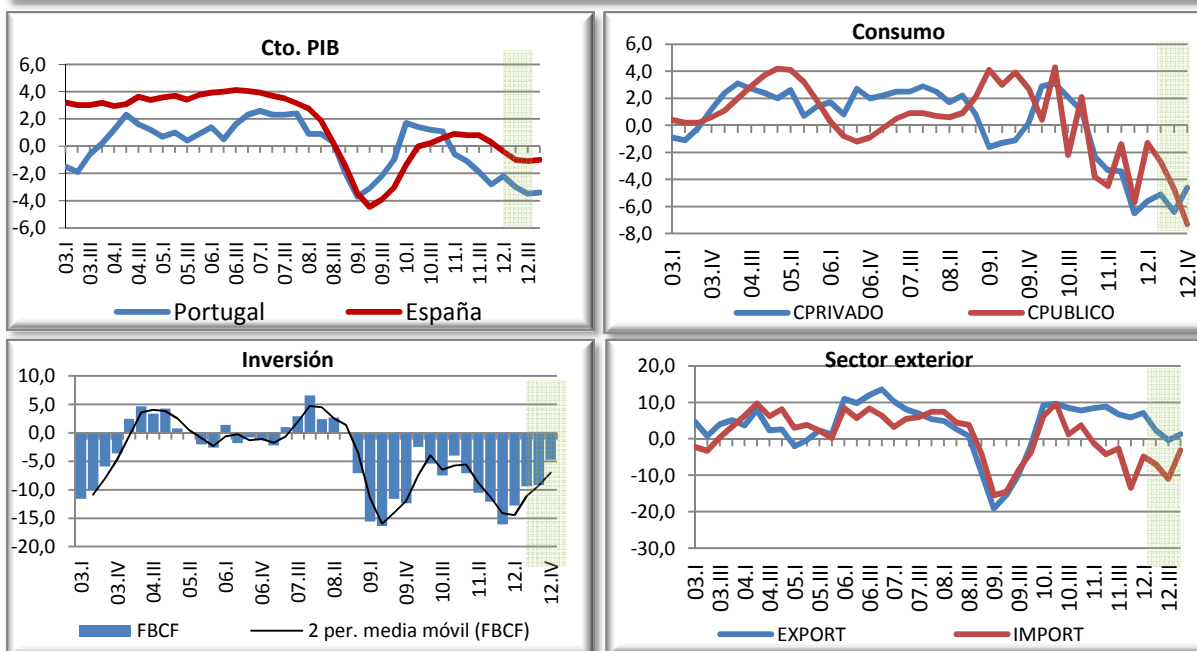 Cto. PIB
6,0
4,0
2,0
0,0
-2,0
-4,0
-6,0
03.I
03.III
04.I
04.III
05.I
05.III
06.I
06.III
07.I
07.III
08.I
08.III
09.I
09.III
10.I
10.III
11.I
11.III
12.I
12.III
Portugal España
Consumo
6,0
4,0
2,0
0,0
-2,0
-4,0
-6,0
-8,0
03.I
03.IV
04.III
05.II
06.I
06.IV
07.III
08.II
09.I
09.IV
10.III
11.II
12.I
12.IV
CPRIVADO CPUBLICO
Inversión
10,0
5,0
0,0
-5,0
-10,0
-15,0
-20,0
03.I
03.IV
04.III
05.II
06.I
06.IV
07.III
08.II
09.I
09.IV
10.III
11.II
12.I
12.IV
FBCF 2 per. media móvil (FBCF)
Sector exterior
20,0
10,0
0,0
-10,0
-20,0
-30,0
03.I
03.III
04.I
04.III
05.I
05.III
06.I
06.III
07.I
07.III
08.I
08.III
09.I
09.III
10.I
10.III
11.I
11.III
12.I
12.III
EXPORT IMPORT